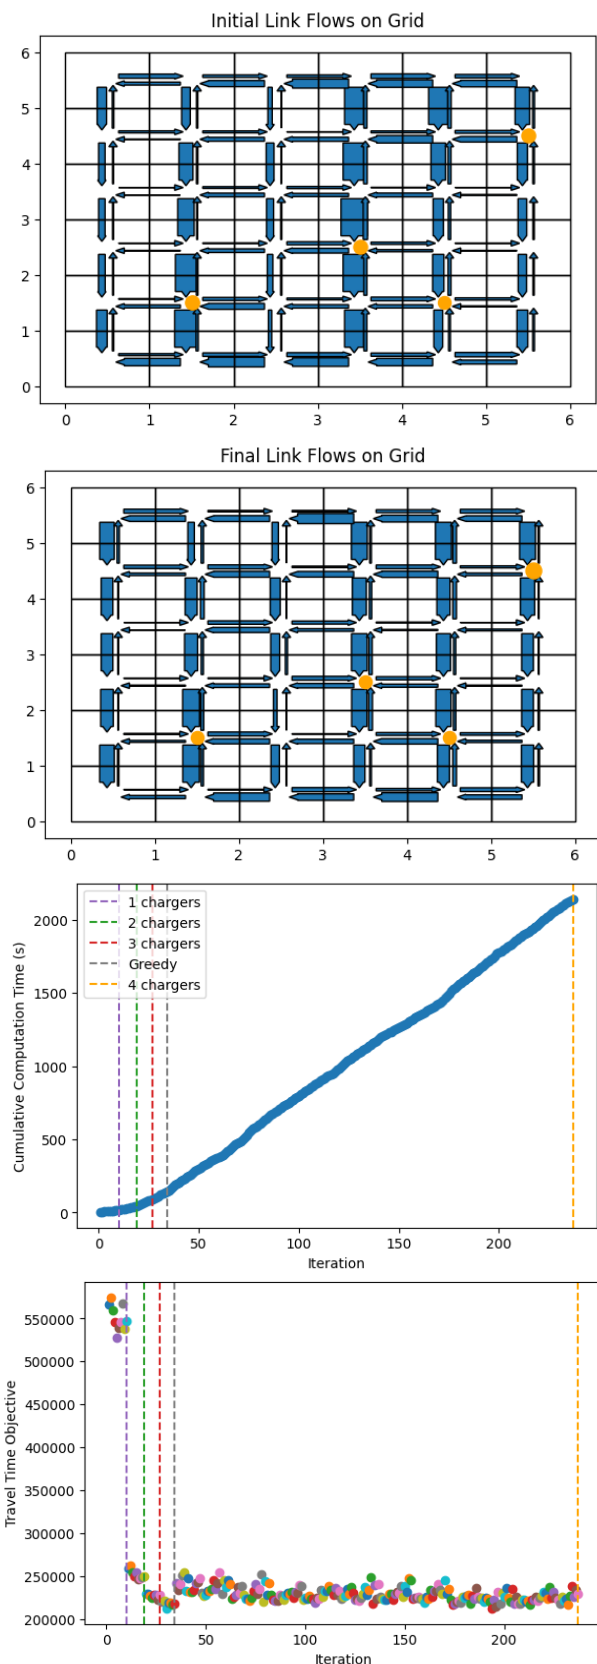 Initial Link Flows on Grid
6
5
4
3
2
1
0
0 1 2 3 4 5 6
Final Link Flows on Grid
6
5
4
3
2
1
0
0 1 2 3 4 5 6
1 chargers
2 chargers
3 chargers
Greedy
4 chargers
Cumulative Computation Time (s)
2000
1500
1000
500
0
0 50 100 150 200
Iteration
Travel Time Objective
550000
500000
450000
400000
350000
300000
250000
200000
0 50 100 150 200
Iteration